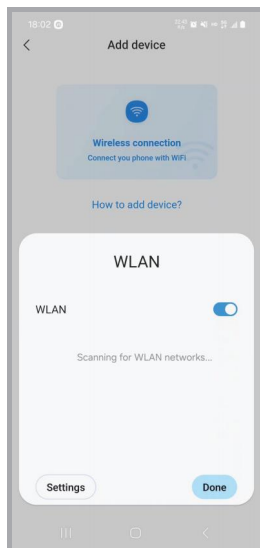 18:02
Add device
Wireless connection
Connect you phone with WiFi.
How to add device?
WLAN
WLAN
Scanning for WLAN networks...
Settings
Done